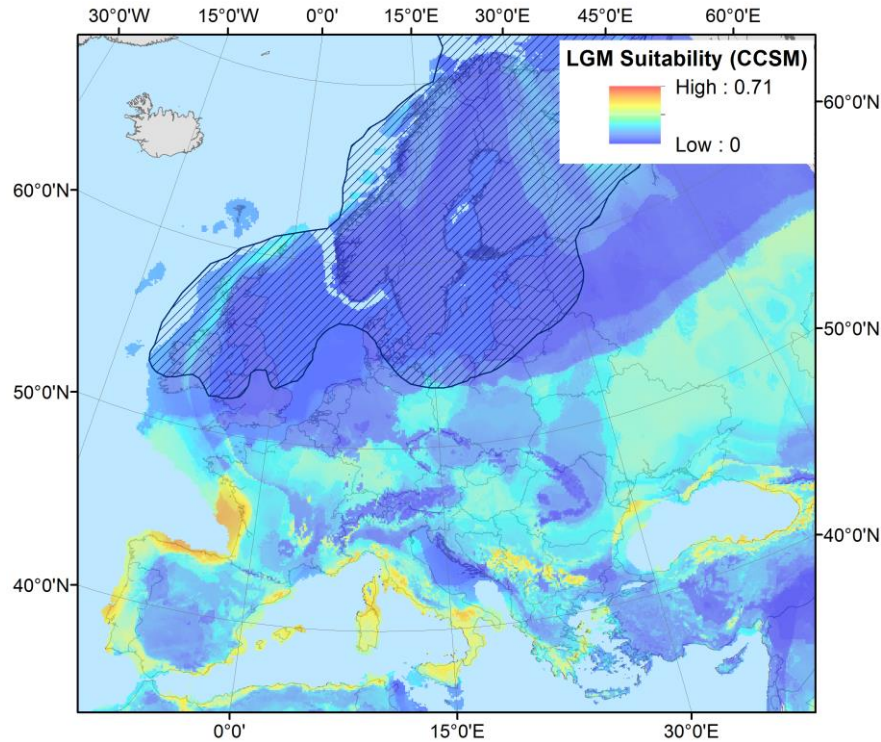 30°0'W 15°0'W 0°0' 15°0'E 30°0'E 45°0'E 60°0'E
LGM Suitability (CCSM)
High : 0.71
Low : 0
60°0'N
60°0'N
50°0'N
50°0'N
40°0'N
40°0'N
0°0'E 15°0'E 30°0'E